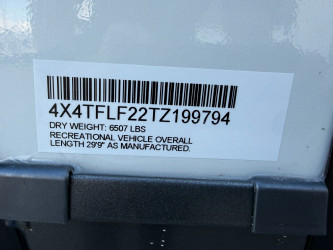 4X4TFLF22TZ199794
DRY WEIGHT: 6507 LBS
RECREATIONAL VEHICLE OVERALL
LENGTH 29'9" AS MANUFACTURED.